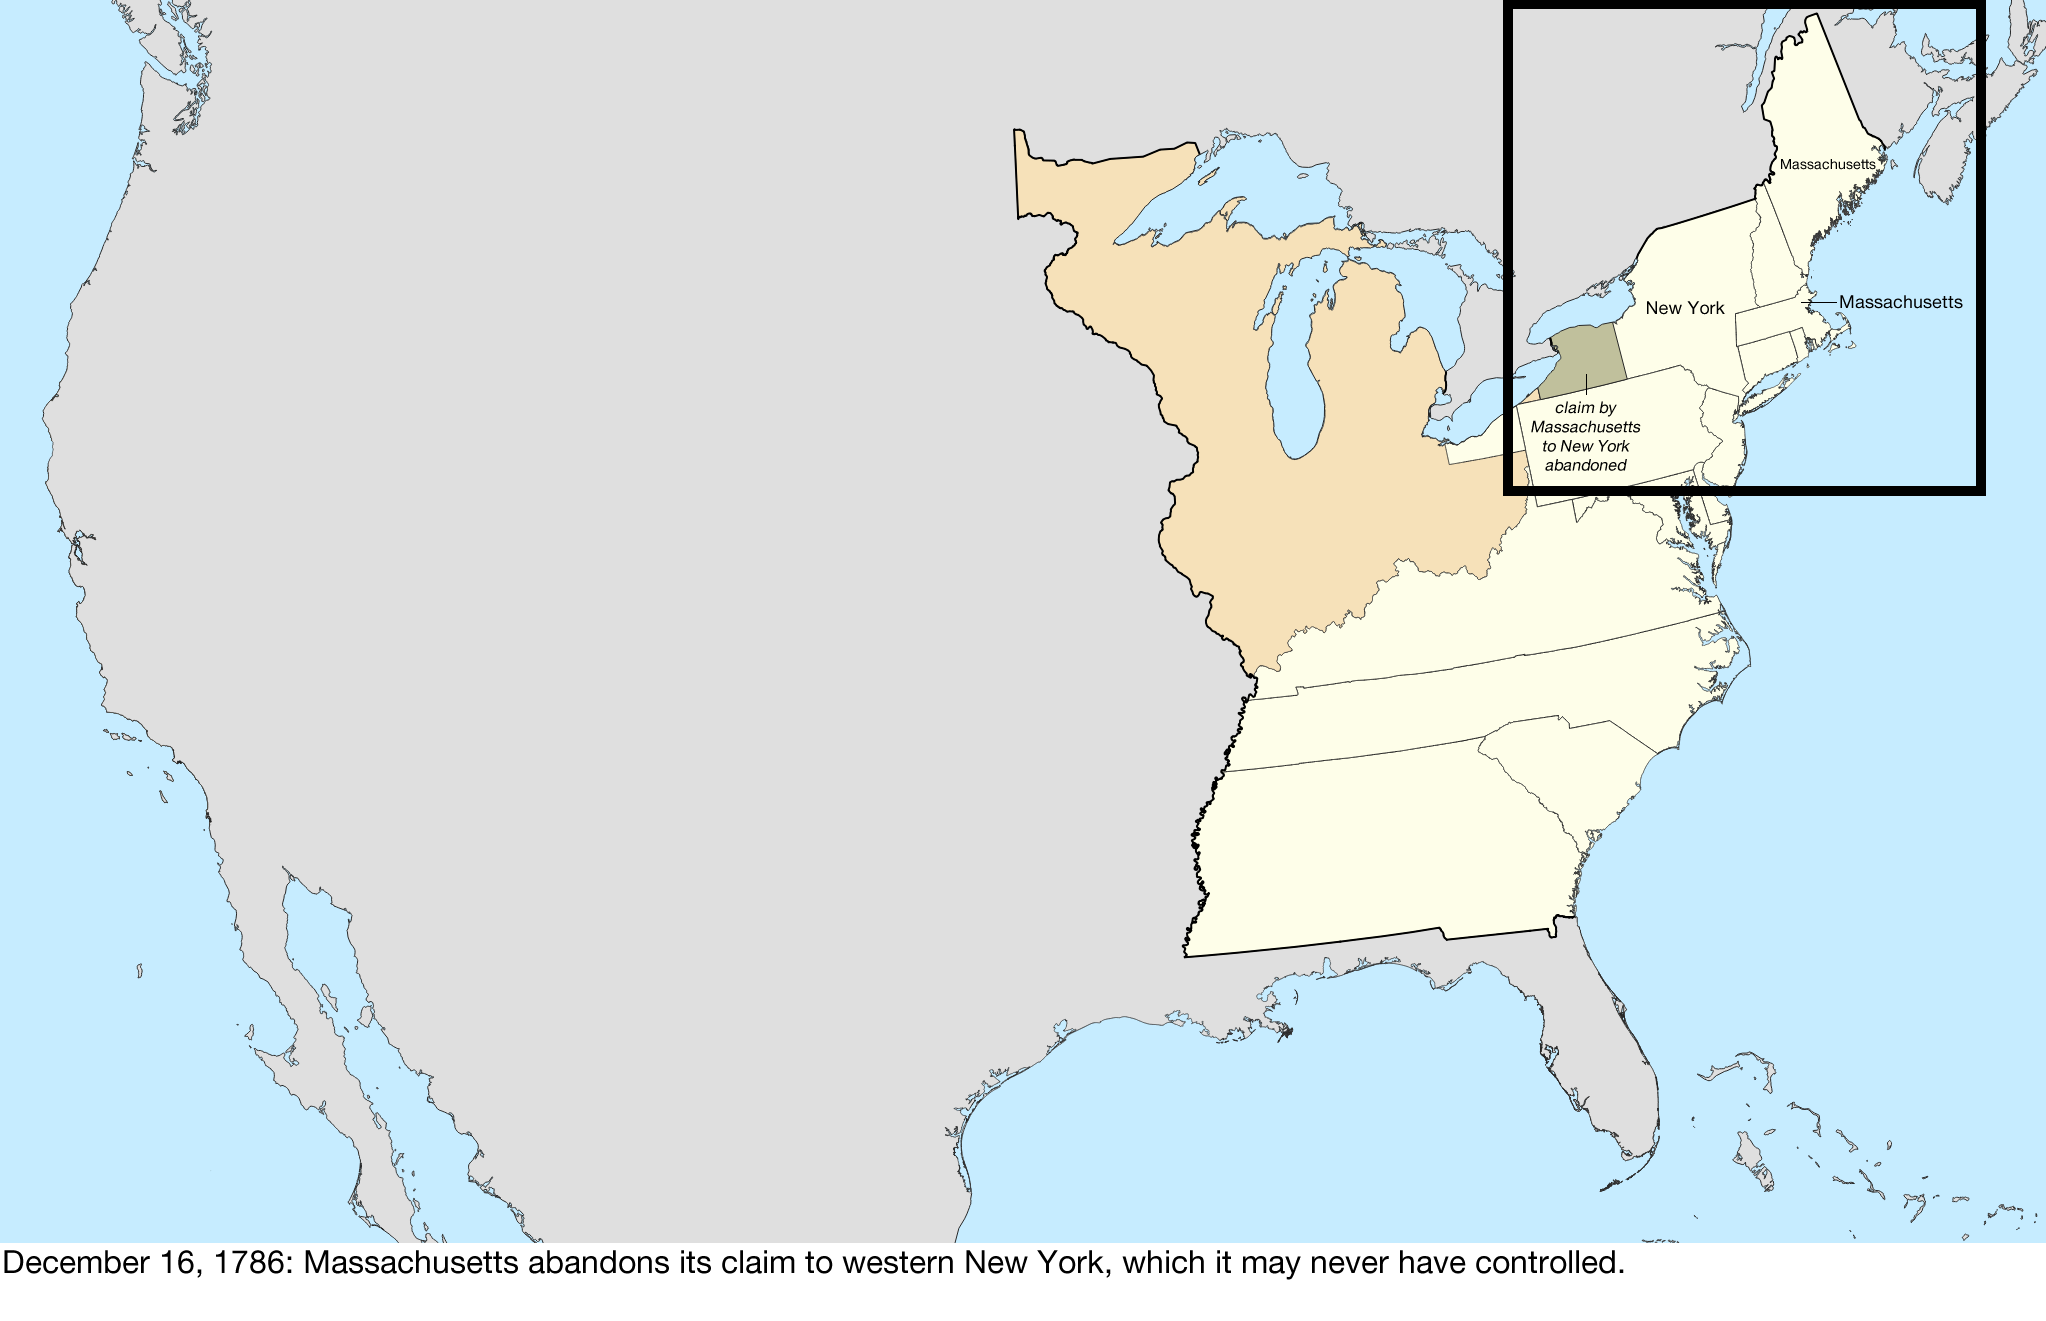 Massachusetts
Massachusetts
New York
claim by
Massachusetts
to New York
abandoned
December 16, 1786: Massachusetts abandons its claim to western New York, which it may never have controlled.